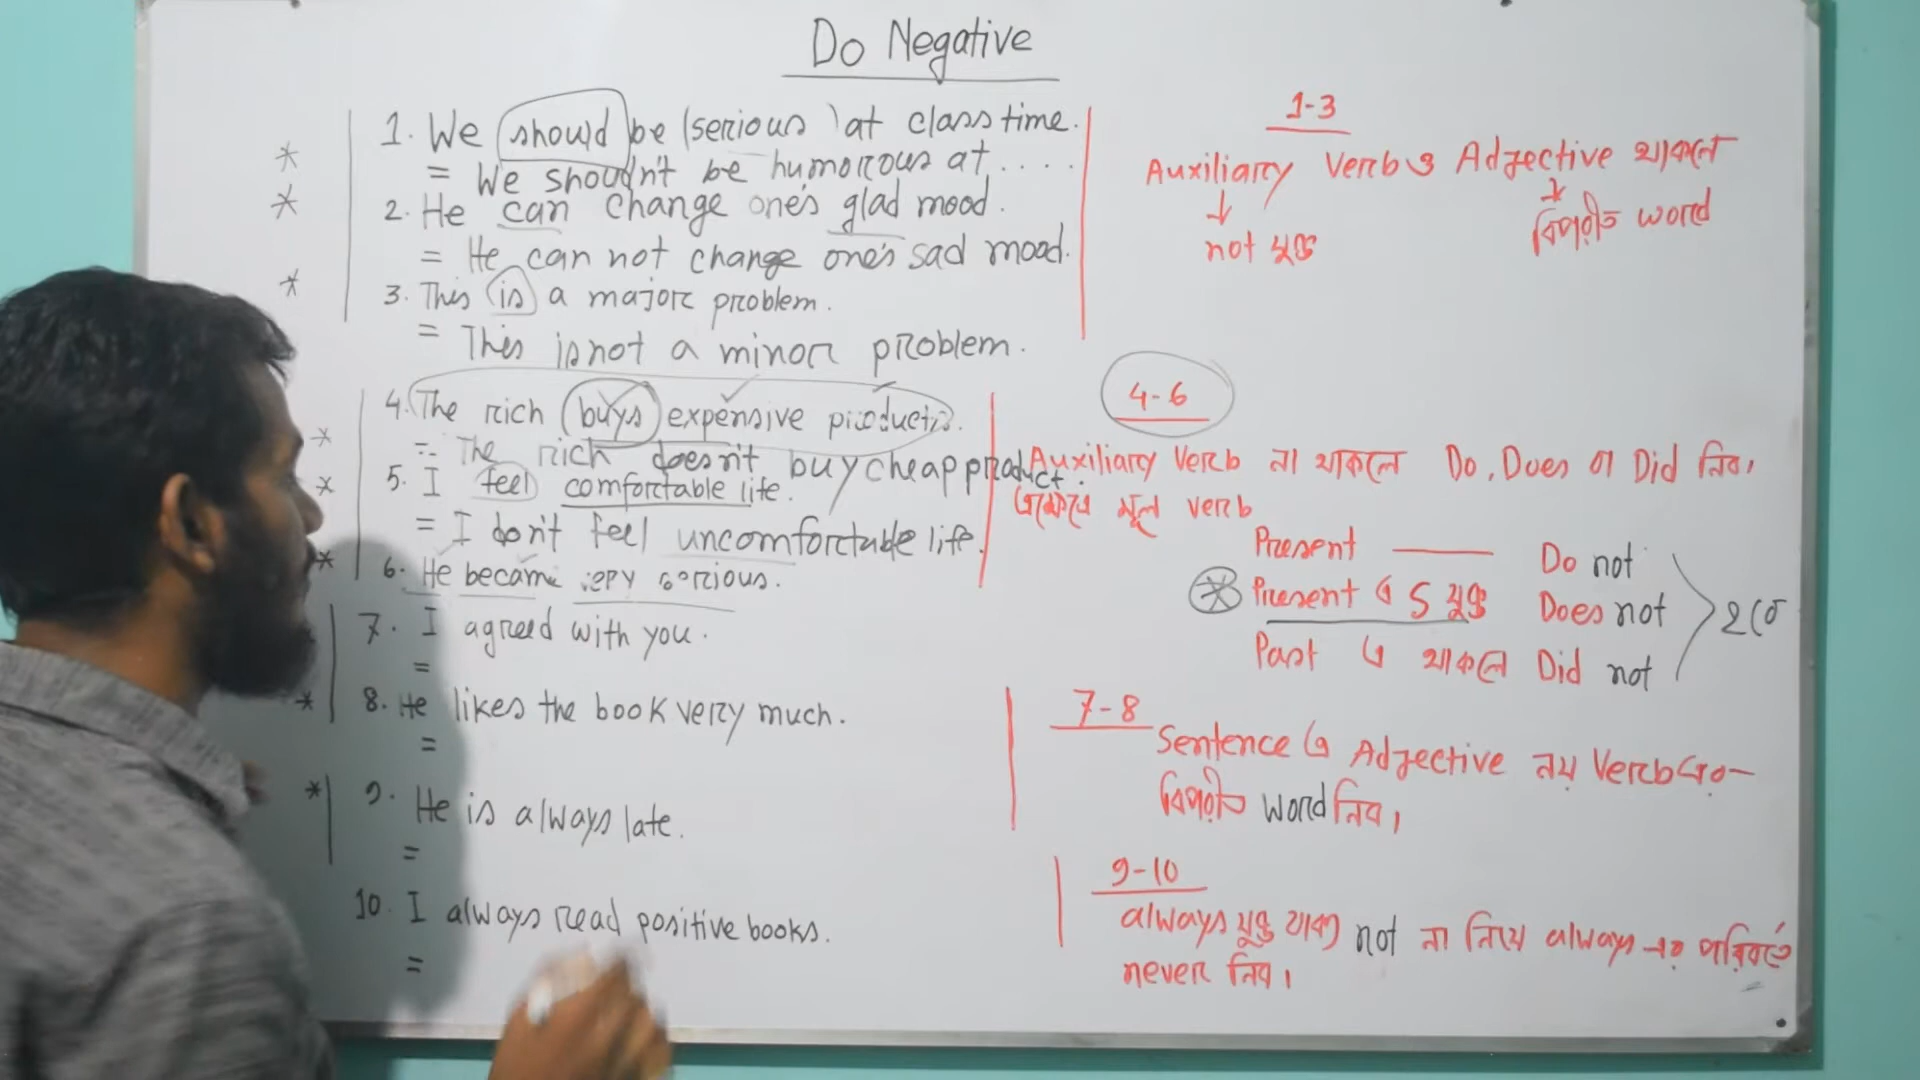 Do Negative
1. We should be (serious) at class time.
= We shouldn't be humorous at ....
2. He can change one's glad mood.
= He can not change one's sad mood.
3. This is a major problem.
= This is not a minor problem.
4. The rich buys expensive products.
= The rich doesn't buy cheap product.
5. I feel comfortable life.
= I don't feel uncomfortable life.
6. He became very serious.
7. I agreed with you.
=
8. He likes the book very much.
=
9. He is always late.
=
10. I always read positive books.
=
1-3
Auxiliary Verb ও Adjective থাকলে
not যুক্ত
বিপরীত word
4-6
Auxiliary Verb না থাকলে Do, Does বা Did নিব।
এক্ষেত্রে মূল verb
Present — Do not
Present এ S যুক্ত Does not
Past এ থাকলে Did not
7-8
Sentence এ Adjective নয় Verb এর-
বিপরীত word নিব।
9-10
always যুক্ত থাকা not না নিয়ে always এর পরিবর্তে
never নিব।